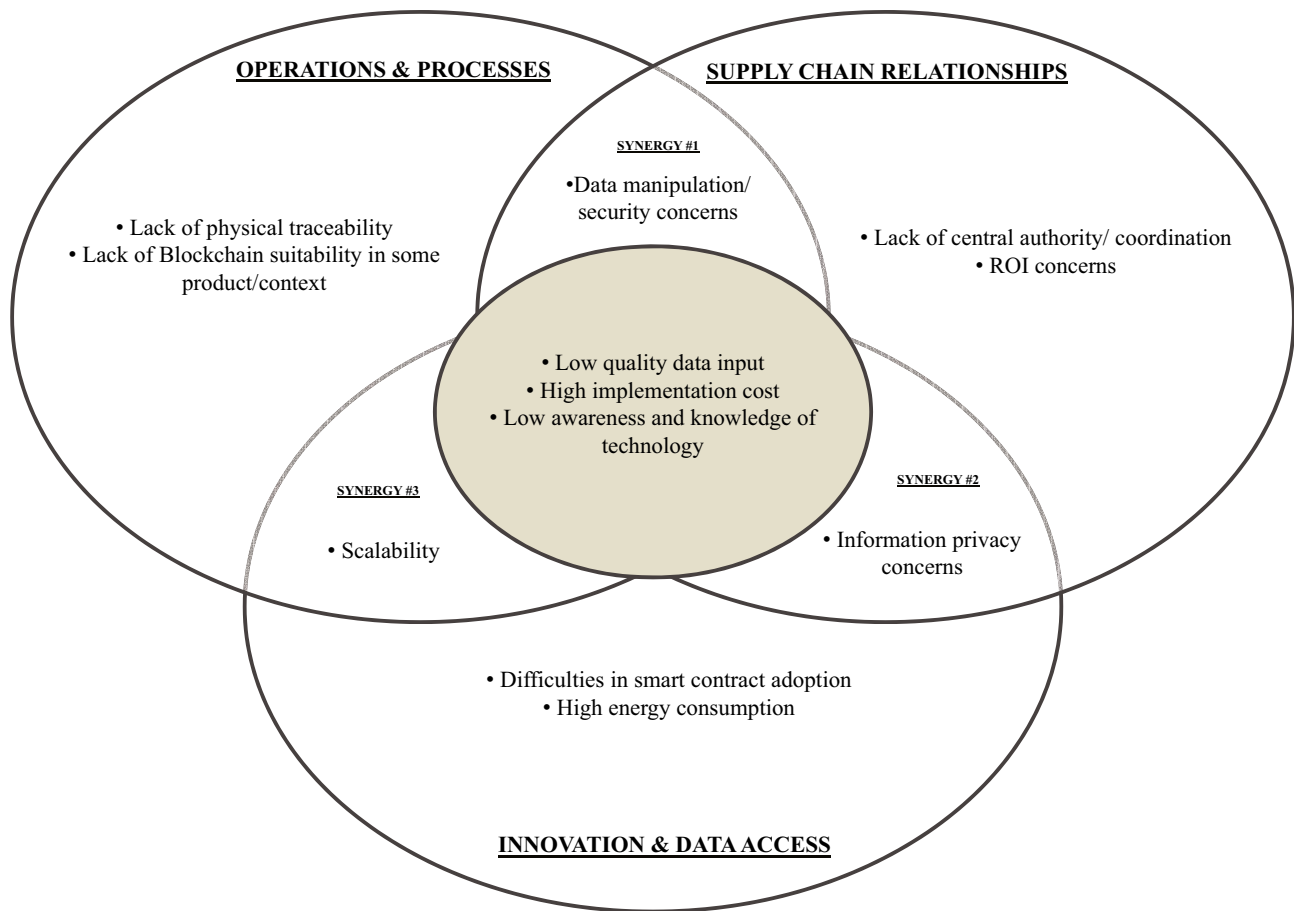 OPERATIONS & PROCESSES
SUPPLY CHAIN RELATIONSHIPS
SYNERGY #1
•Data manipulation/
security concerns
• Lack of physical traceability
• Lack of Blockchain suitability in some
product/context
• Lack of central authority/ coordination
• ROI concerns
• Low quality data input
• High implementation cost
• Low awareness and knowledge of
technology
SYNERGY #3
• Scalability
SYNERGY #2
• Information privacy
concerns
• Difficulties in smart contract adoption
• High energy consumption
INNOVATION & DATA ACCESS